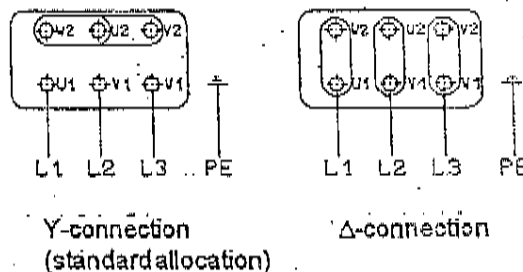 W2 U2 V2 W2 U2 V2
U1 V1 W1 U1 V1 W1
L1 L2 L3 PE L1 L2 L3 PE
Y-connection Δ-connection
(standard allocation)